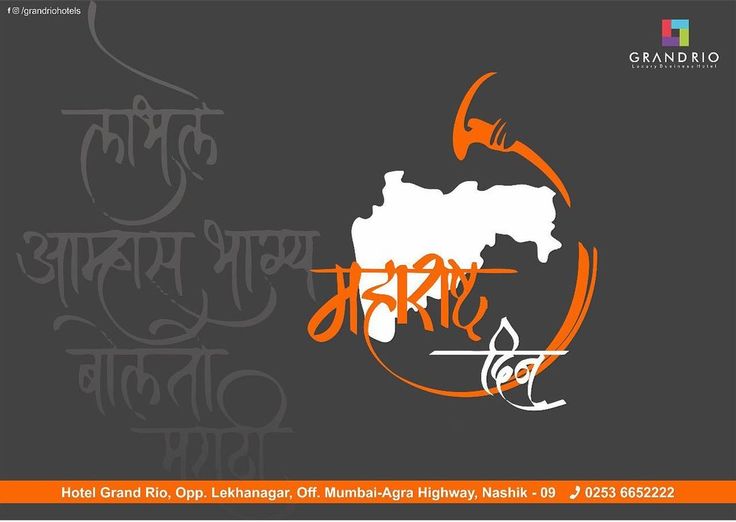 /grandriohotels
GRANDRIO
Luxury Business Hotel
लाभले
आम्हास भाग्य
बोलतो
मराठी
महाराष्ट्र
दिन
Hotel Grand Rio, Opp. Lekhanagar, Off. Mumbai-Agra Highway, Nashik - 09 0253 6652222